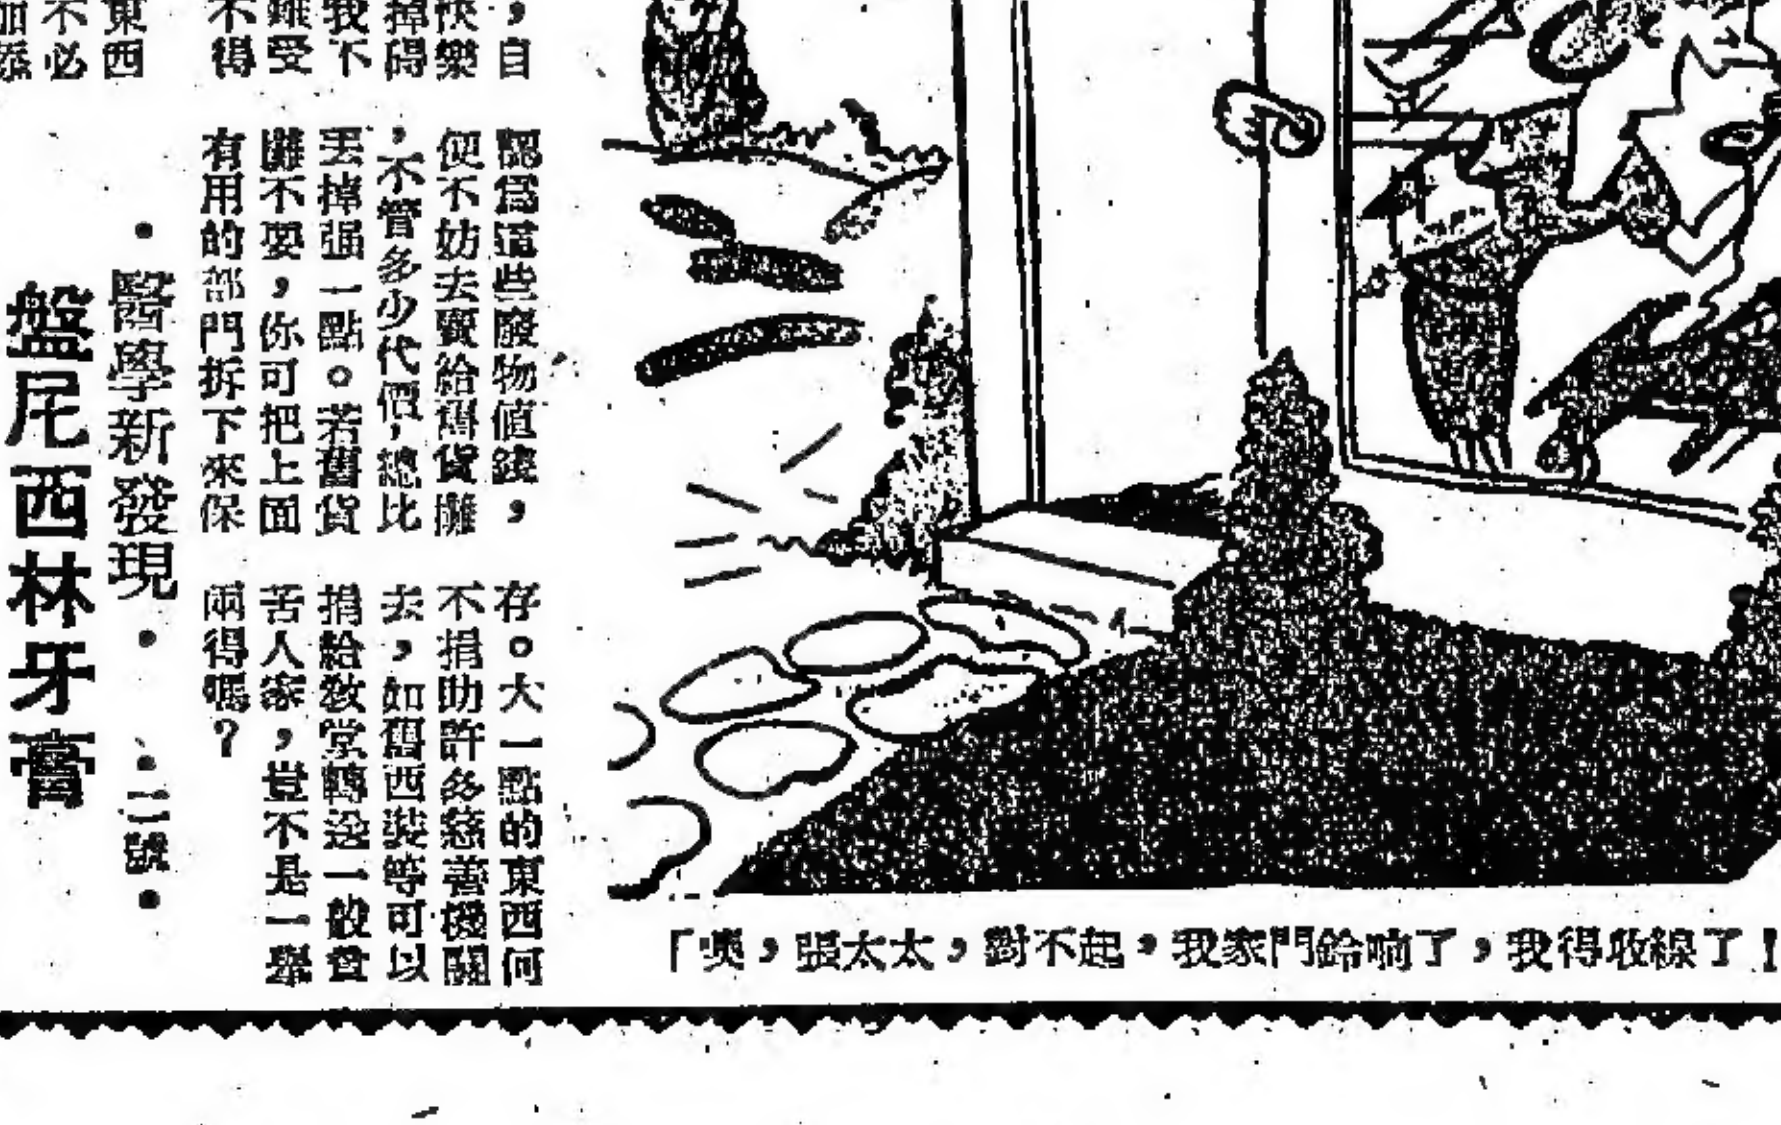 ，自
快樂
掉碍
我不
雖受
不得
認爲這些廢物値錢，
便不妨去賣給舊貨攤
，不管多少代價，總比
丟掉强一點。若舊貨
攤不要，你可把上面
有用的部門拆下來保
存。大一點的東西何
不捐助許多慈善機關
去，如舊西裝等可以
捐給敎堂轉送一般貧
苦人家，豈不是一舉
兩得嗎？
東西
不必
加添
・醫學新發現・
盤尼西林牙膏
「噢，張太太，對不起，我家門鈴响了，我得收線了！